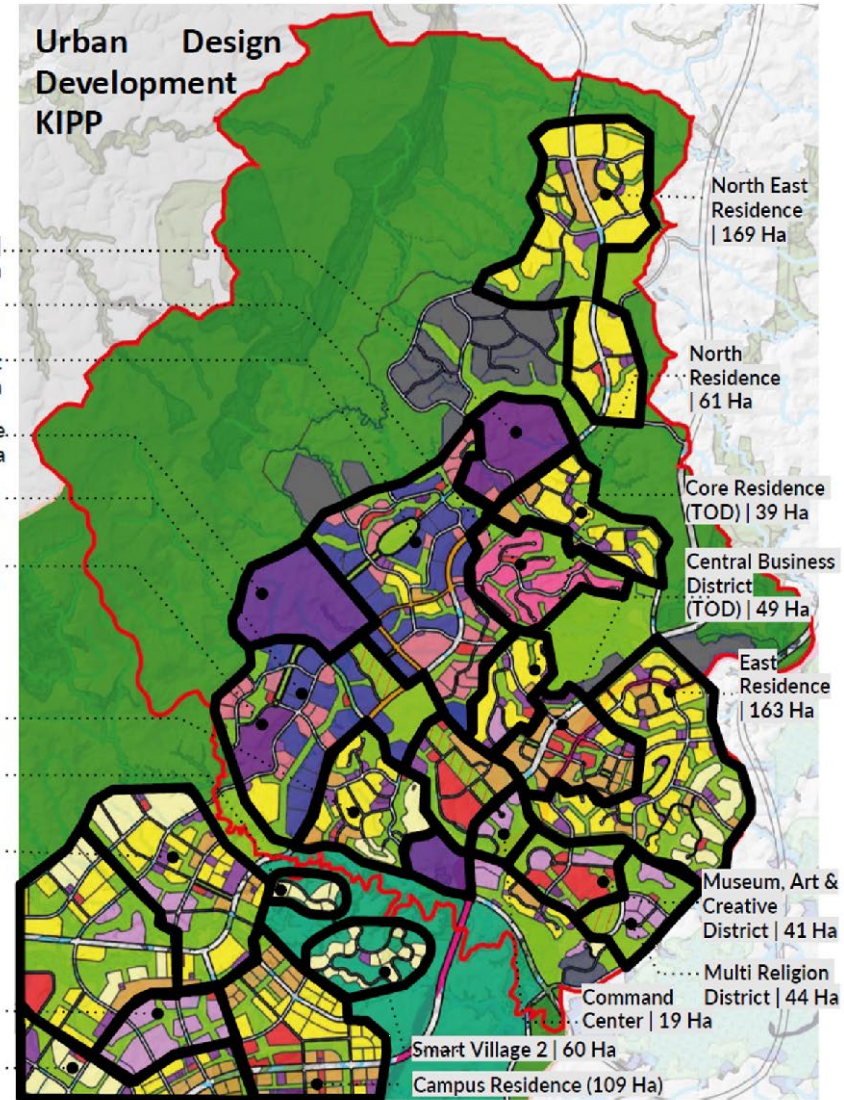 Urban Design
Development
KIPP
North East
Residence
| 169 Ha
North
Residence
| 61 Ha
Core Residence
(TOD) | 39 Ha
Central Business
District
(TOD) | 49 Ha
East
Residence
| 163 Ha
Museum, Art &
Creative
District | 41 Ha
Multi Religion
District | 44 Ha
Command
Center | 19 Ha
Smart Village 2 | 60 Ha
Campus Residence (109 Ha)